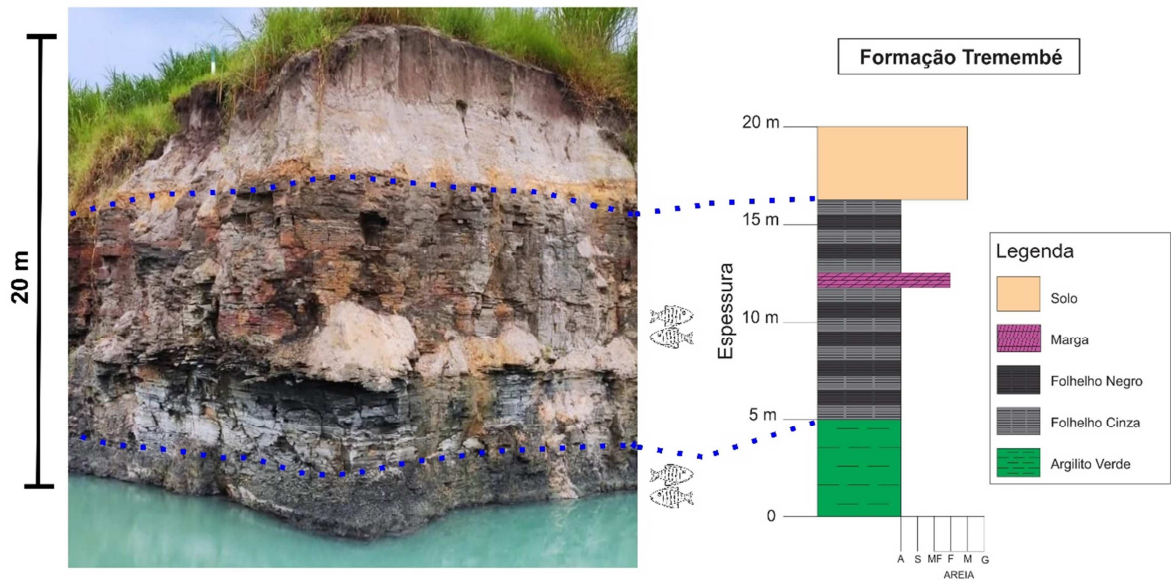 20 m
Formação Tremembé
Espessura
20 m
15 m
10 m
5 m
0
A S MF F M G
AREIA
Legenda
Solo
Marga
Folhelho Negro
Folhelho Cinza
Argilito Verde